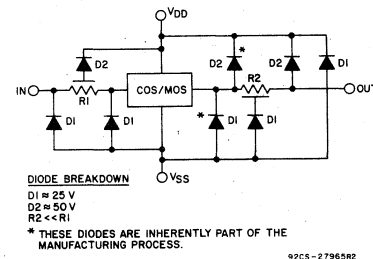 VDD
D2
* D2
R2
D2
D1
IN
R1
COS/MOS
OUT
D1
D1
* D1
D1
VSS
DIODE BREAKDOWN
D1 ≈ 25 V
D2 ≈ 50 V
R2 << R1
* THESE DIODES ARE INHERENTLY PART OF THE
MANUFACTURING PROCESS.
92CS-27965R2